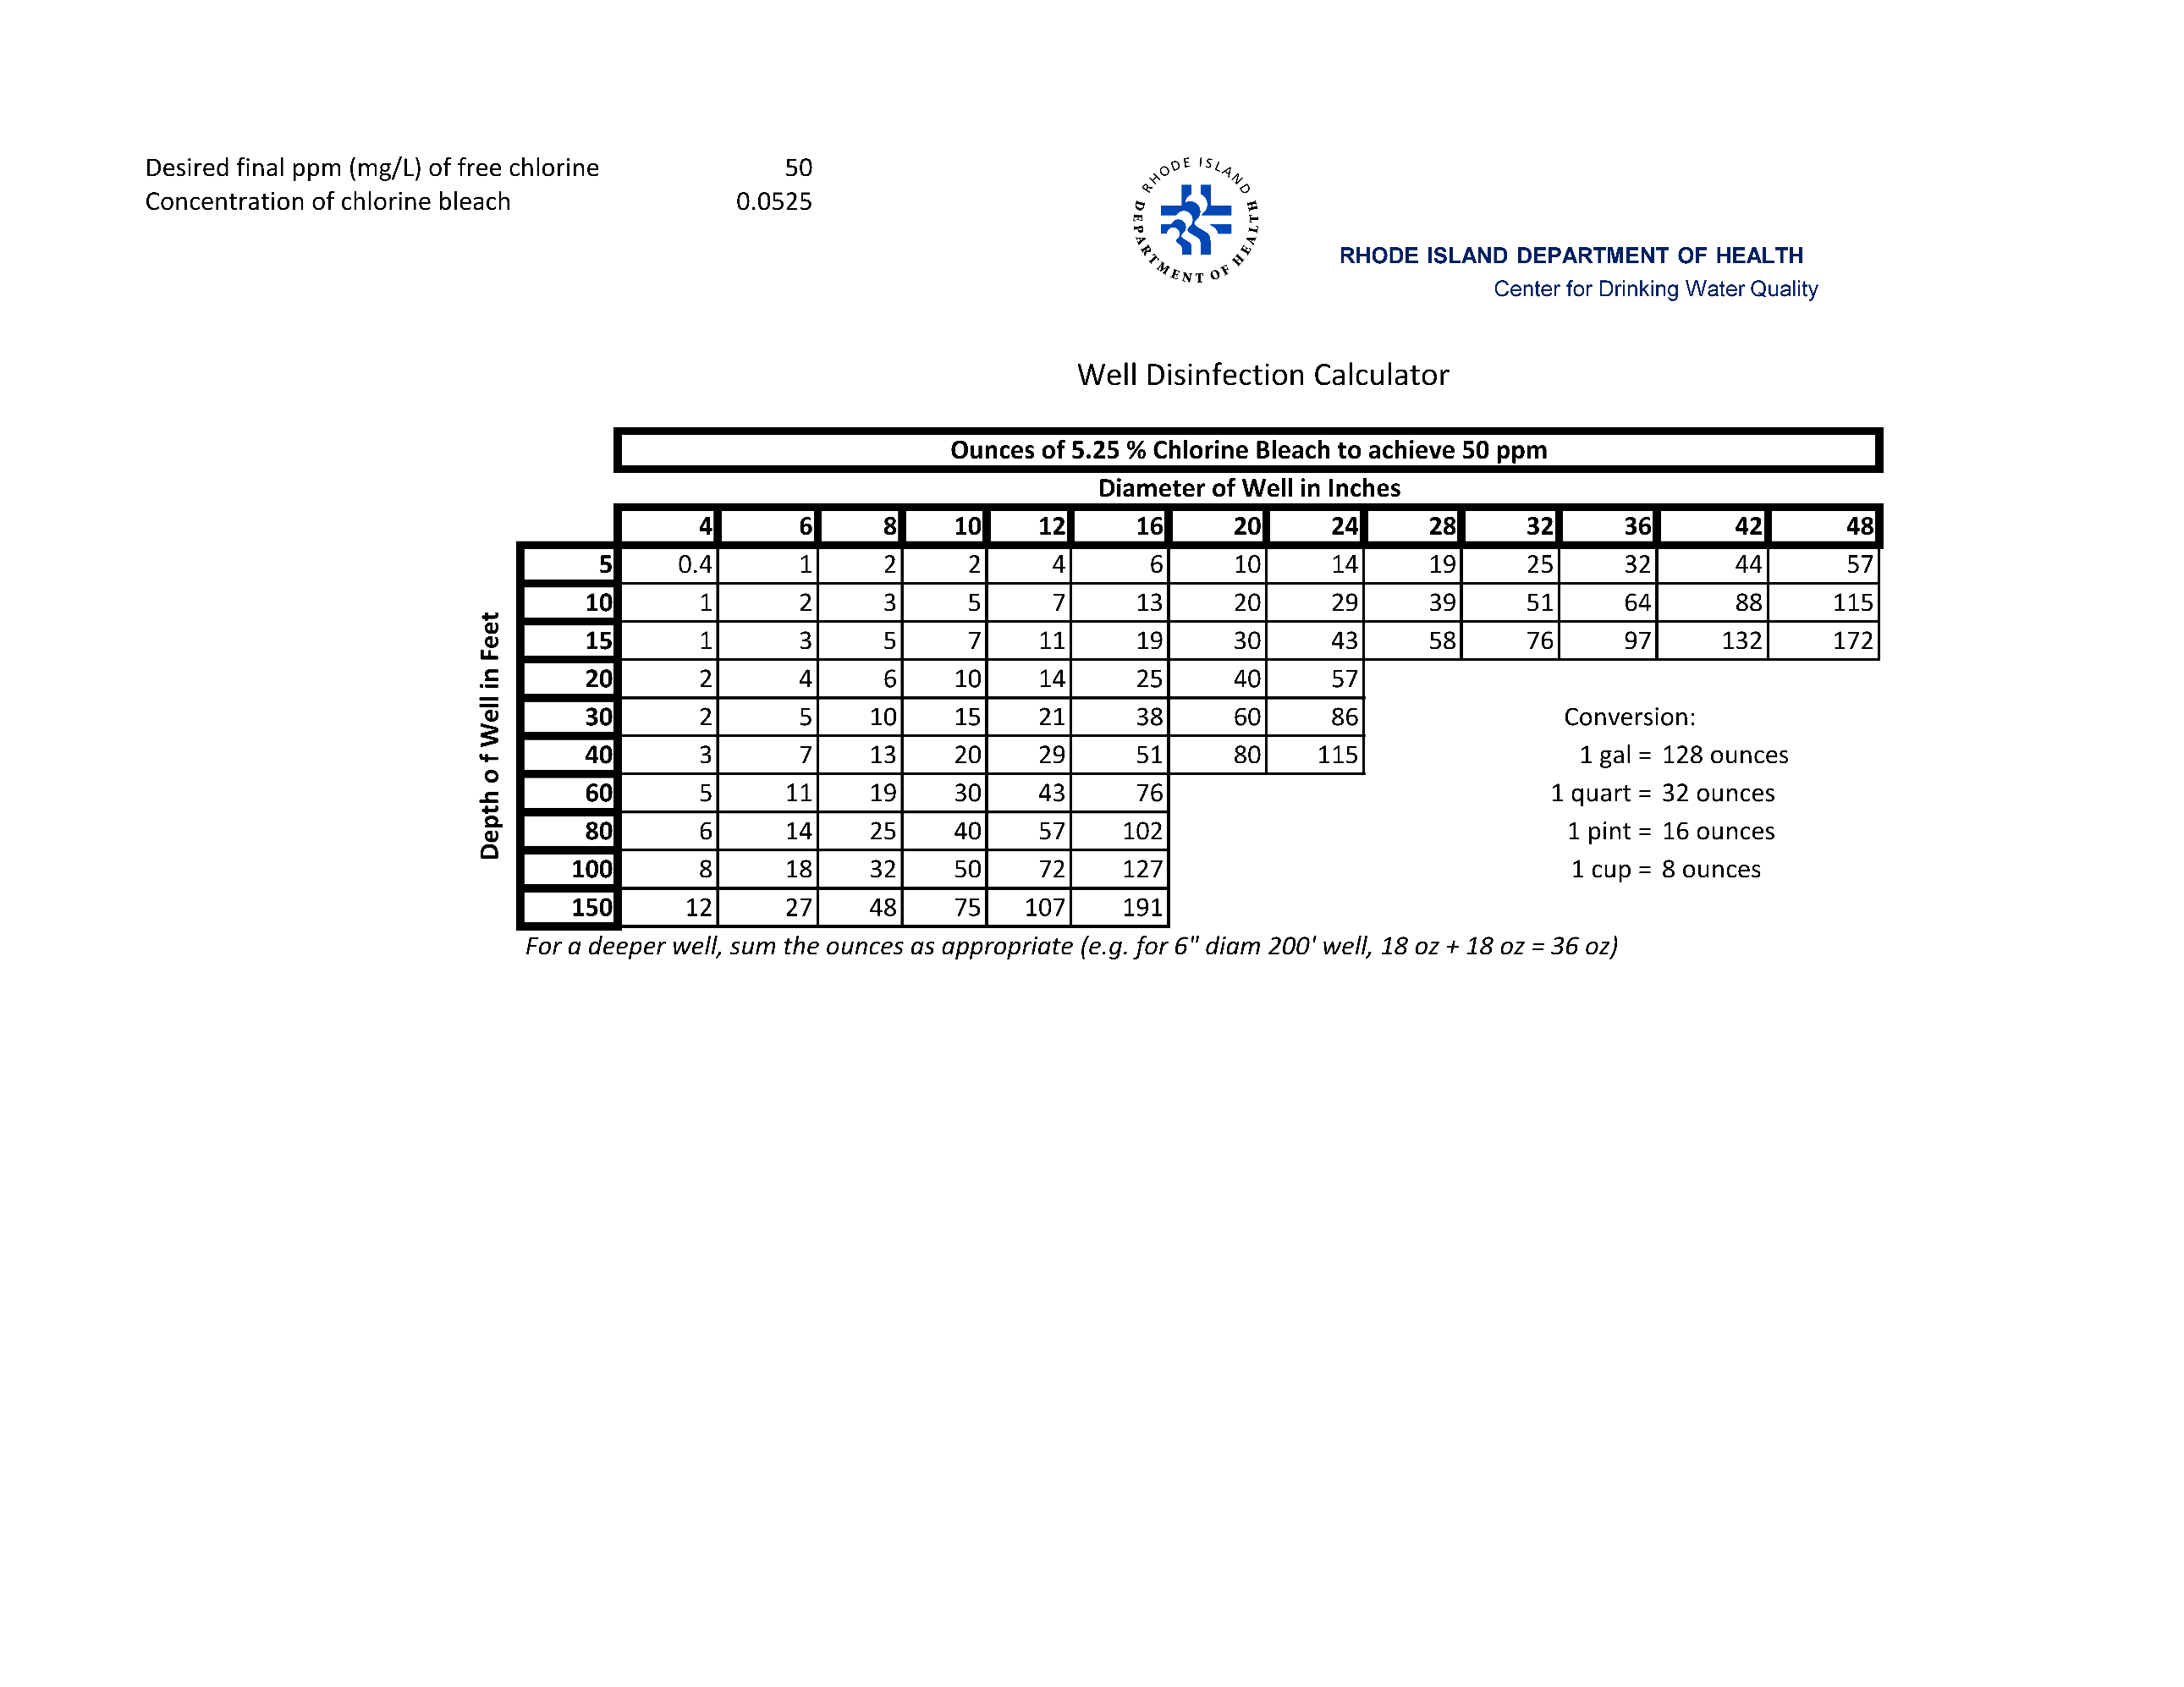 Desired final ppm (mg/L) of free chlorine 50
Concentration of chlorine bleach 0.0525
RHODE ISLAND DEPARTMENT OF HEALTH
RHODE ISLAND DEPARTMENT OF HEALTH
Center for Drinking Water Quality
Well Disinfection Calculator
Ounces of 5.25 % Chlorine Bleach to achieve 50 ppm
Diameter of Well in Inches
4 6 8 10 12 16 20 24 28 32 36 42 48
Depth o f Well in Feet
5 0.4 1 2 2 4 6 10 14 19 25 32 44 57
10 1 2 3 5 7 13 20 29 39 51 64 88 115
15 1 3 5 7 11 19 30 43 58 76 97 132 172
20 2 4 6 10 14 25 40 57
30 2 5 10 15 21 38 60 86 Conversion:
40 3 7 13 20 29 51 80 115 1 gal = 128 ounces
60 5 11 19 30 43 76 1 quart = 32 ounces
80 6 14 25 40 57 102 1 pint = 16 ounces
100 8 18 32 50 72 127 1 cup = 8 ounces
150 12 27 48 75 107 191
For a deeper well, sum the ounces as appropriate (e.g. for 6" diam 200' well, 18 oz + 18 oz = 36 oz)